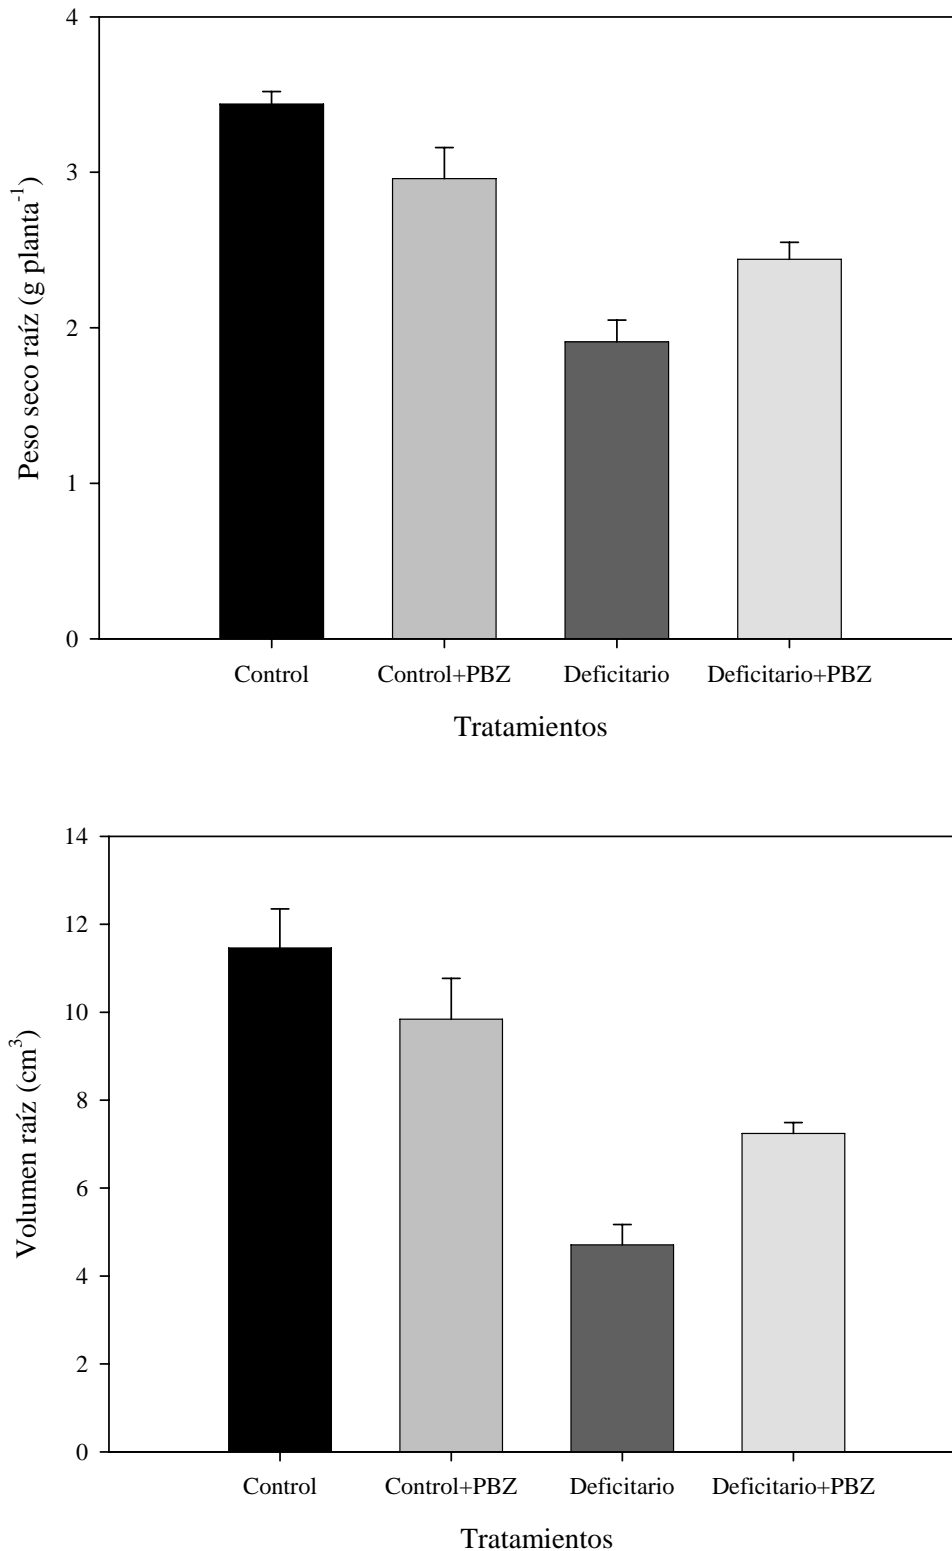 4
3
2
1
0
Peso seco raíz (g planta⁻¹)
Control Control+PBZ Deficitario Deficitario+PBZ
Tratamientos
14
12
10
8
6
4
2
0
Volumen raíz (cm³)
Control Control+PBZ Deficitario Deficitario+PBZ
Tratamientos